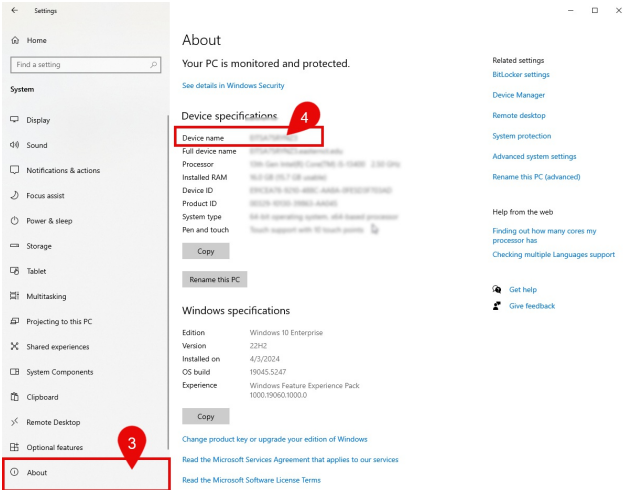 Settings
Home
Find a setting
System
Display
Sound
Notifications & actions
Focus assist
Power & sleep
Storage
Tablet
Multitasking
Projecting to this PC
Shared experiences
System Components
Clipboard
Remote Desktop
Optional features
3
About
About
Your PC is monitored and protected.
See details in Windows Security
Device specifications
4
Device name
Full device name
Processor
Installed RAM
Device ID
Product ID
System type
Pen and touch
Copy
Rename this PC
Windows specifications
Edition Windows 10 Enterprise
Version 22H2
Installed on 4/3/2024
OS build 19045.5247
Experience Windows Feature Experience Pack
1000.19060.1000.0
Copy
Change product key or upgrade your edition of Windows
Read the Microsoft Services Agreement that applies to our services
Read the Microsoft Software License Terms
Related settings
BitLocker settings
Device Manager
Remote desktop
System protection
Advanced system settings
Rename this PC (advanced)
Help from the web
Finding out how many cores my
processor has
Checking multiple Languages support
Get help
Give feedback